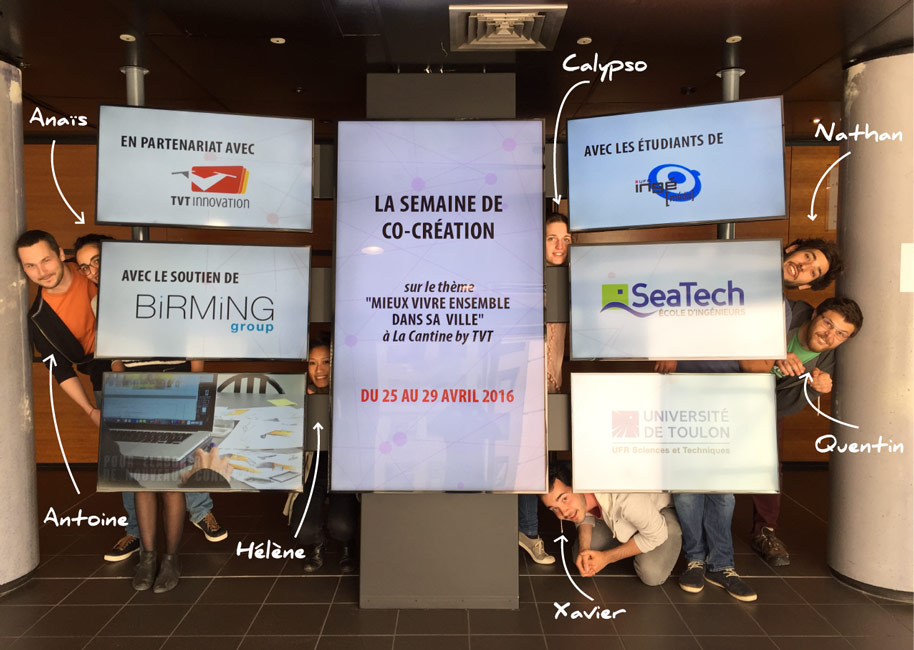 Anaïs
Calypso
Nathan
EN PARTENARIAT AVEC
TVT INNOVATION
LA SEMAINE DE
CO-CRÉATION
sur le thème
"MIEUX VIVRE ENSEMBLE
DANS SA VILLE"
à La Cantine by TVT
DU 25 AU 29 AVRIL 2016
AVEC LES ÉTUDIANTS DE
ingé
AVEC LE SOUTIEN DE
BiRMiNG
group
SeaTech
ÉCOLE D'INGÉNIEURS
UNIVERSITÉ
DE TOULON
UFR Sciences et Techniques
Quentin
Antoine
Hélène
Xavier